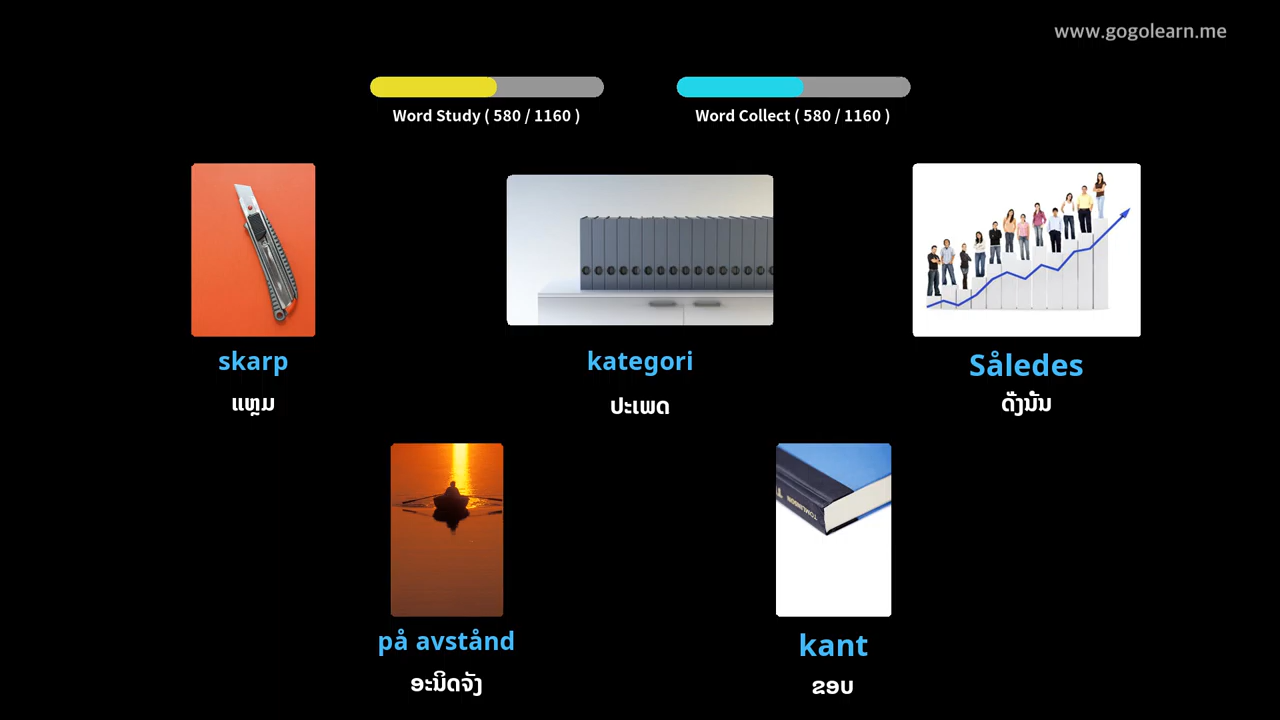 www.gogolearn.me
Word Study ( 580 / 1160 )
Word Collect ( 580 / 1160 )
skarp
ແຫຼມ
kategori
ປະເພດ
Således
ດັ່ງນັ້ນ
på avstånd
ອະນິດຈັງ
kant
ຂອບ